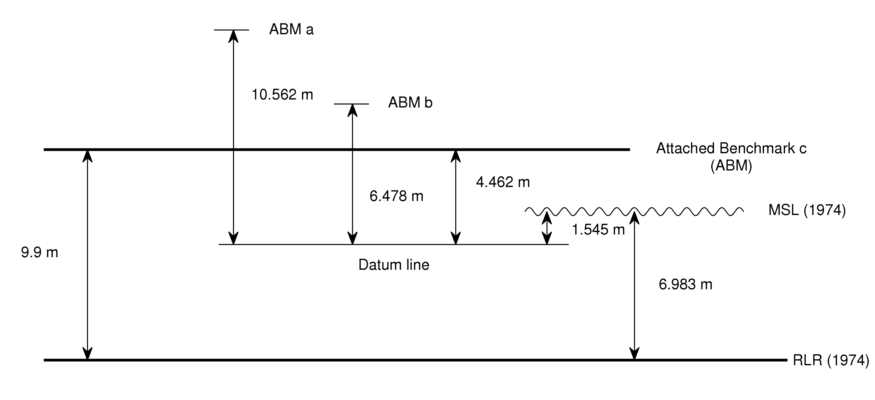 ABM a
10.562 m
ABM b
Attached Benchmark c
(ABM)
4.462 m
6.478 m
MSL (1974)
1.545 m
9.9 m
Datum line
6.983 m
RLR (1974)